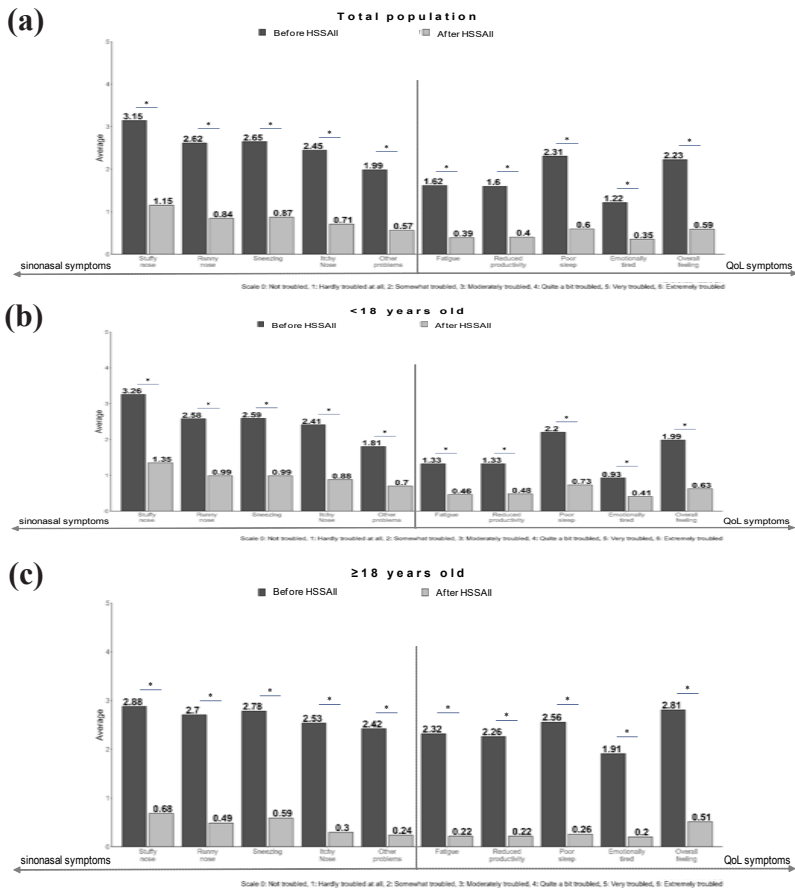 (a)
Total population
Before HSSAII
After HSSAII
5
4
3
2
1
0
Average
3.15
*
1.15
2.62
*
0.84
2.65
*
0.87
2.45
*
0.71
1.99
*
0.57
1.62
*
0.39
1.6
*
0.4
2.31
*
0.6
1.22
*
0.35
2.23
*
0.59
Stuffy
nose
Runny
nose
Sneezing
Itchy
Nose
Other
problems
Fatigue
Reduced
productivity
Poor
sleep
Emotionally
tired
Overall
feeling
sinonasal symptoms
QoL symptoms
Scale 0: Not troubled, 1: Hardly troubled at all, 2: Somewhat troubled, 3: Moderately troubled, 4: Quite a bit troubled, 5: Very troubled, 6: Extremely troubled
(b)
<18 years old
Before HSSAII
After HSSAII
5
4
3
2
1
0
Average
3.26
*
1.35
2.58
*
0.99
2.59
*
0.99
2.41
*
0.88
1.81
*
0.7
1.33
*
0.46
1.33
*
0.48
2.2
*
0.73
0.93
*
0.41
1.99
*
0.63
Stuffy
nose
Runny
nose
Sneezing
Itchy
Nose
Other
problems
Fatigue
Reduced
productivity
Poor
sleep
Emotionally
tired
Overall
feeling
sinonasal symptoms
QoL symptoms
Scale 0: Not troubled, 1: Hardly troubled at all, 2: Somewhat troubled, 3: Moderately troubled, 4: Quite a bit troubled, 5: Very troubled, 6: Extremely troubled
(c)
≥18 years old
Before HSSAII
After HSSAII
5
4
3
2
1
0
Average
2.88
*
0.68
2.7
*
0.49
2.78
*
0.59
2.53
*
0.3
2.42
*
0.24
2.32
*
0.22
2.26
*
0.22
2.56
*
0.26
1.91
*
0.2
2.81
*
0.51
Stuffy
nose
Runny
nose
Sneezing
Itchy
Nose
Other
problems
Fatigue
Reduced
productivity
Poor
sleep
Emotionally
tired
Overall
feeling
sinonasal symptoms
QoL symptoms
Scale 0: Not troubled, 1: Hardly troubled at all, 2: Somewhat troubled, 3: Moderately troubled, 4: Quite a bit troubled, 5: Very troubled, 6: Extremely troubled